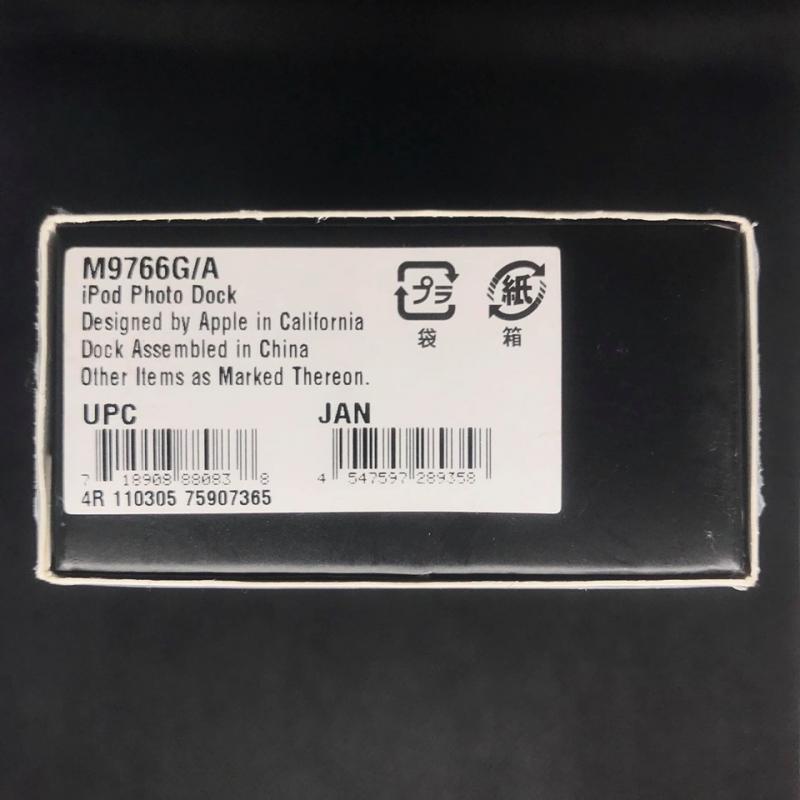 M9766G/A
iPod Photo Dock
Designed by Apple in California
Dock Assembled in China
Other Items as Marked Thereon.
プラ
袋
紙
箱
UPC
7 18908 88083 8
JAN
4 547597 289358
4R 110305 75907365